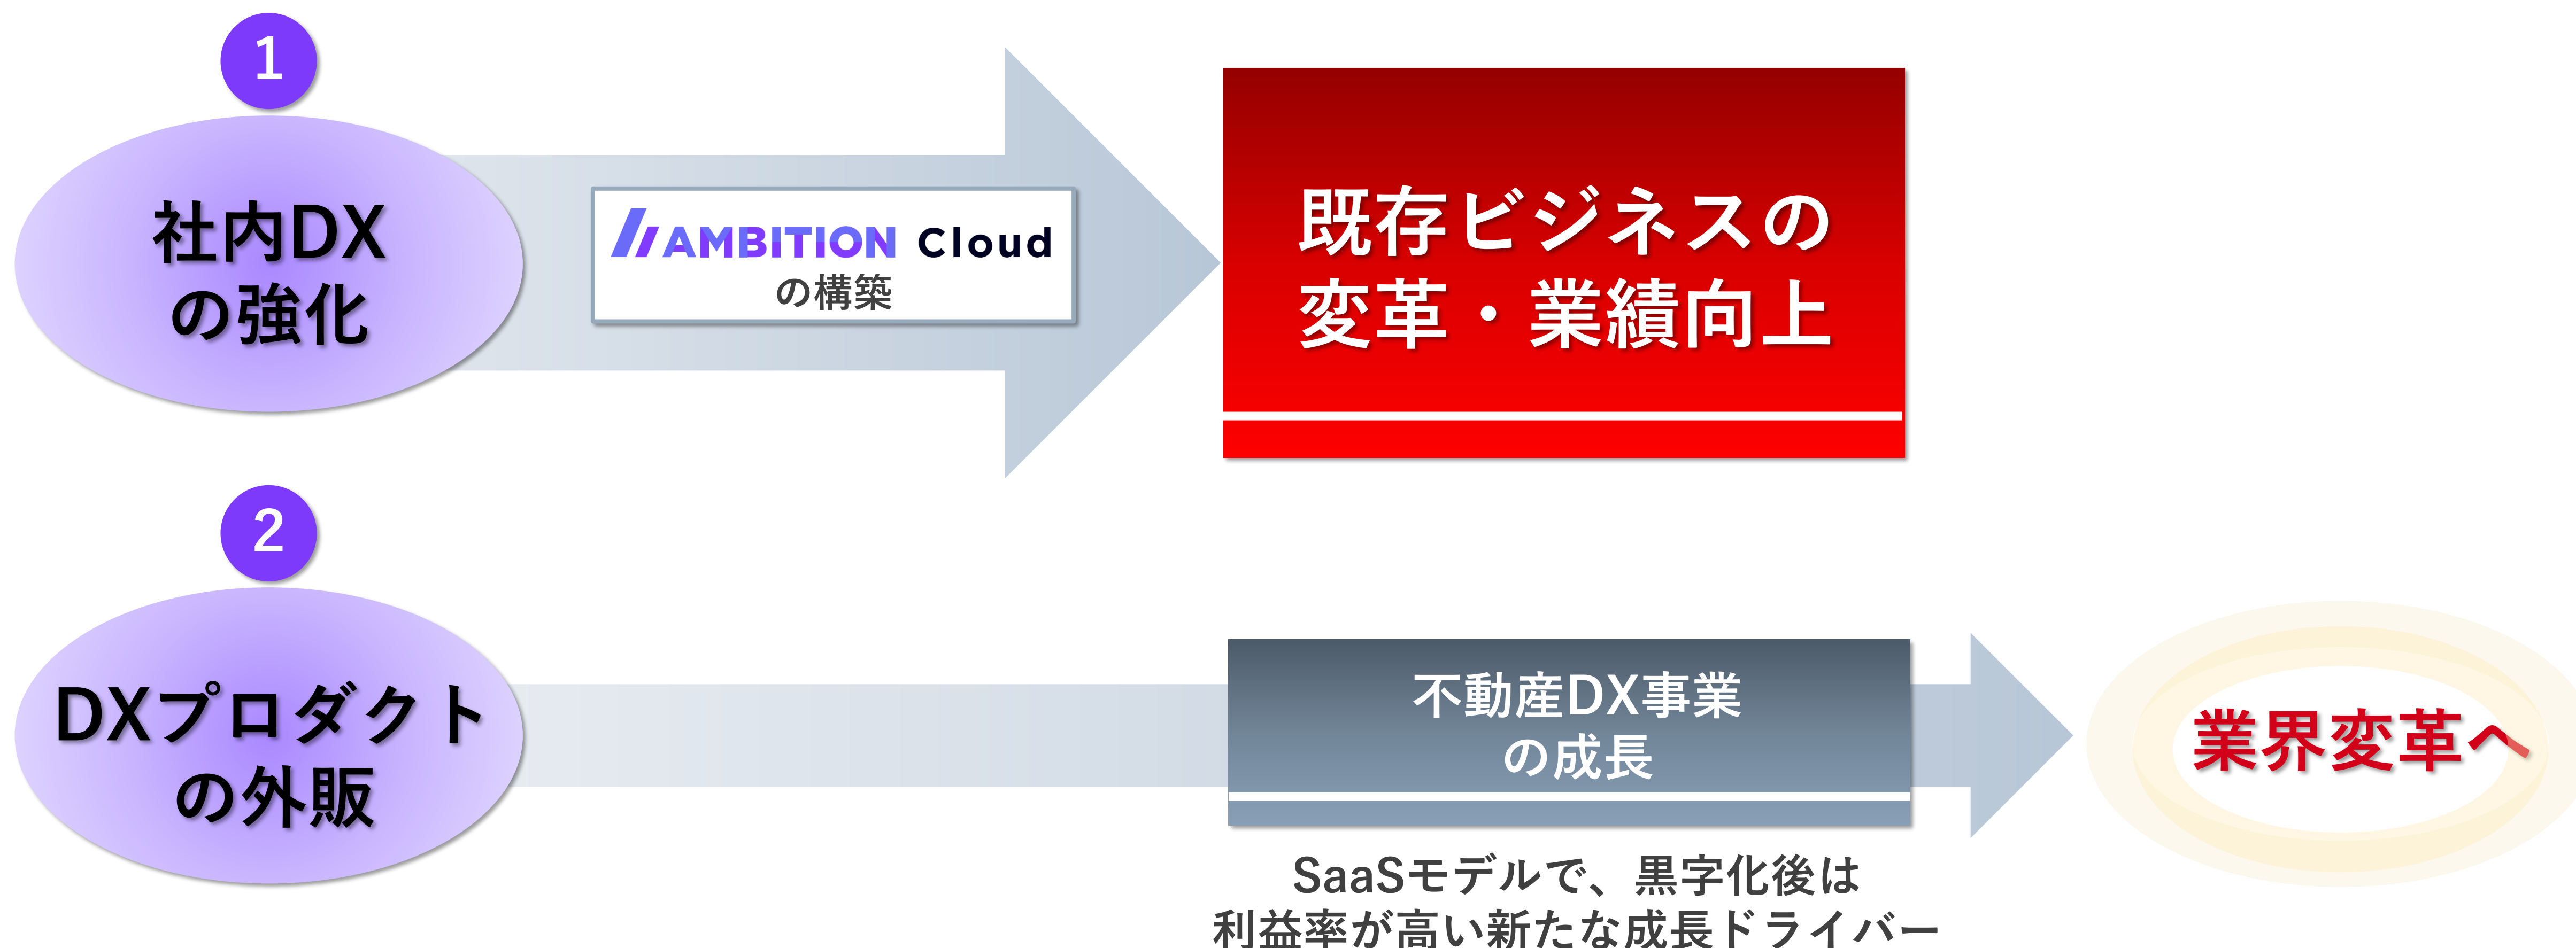 1
社内DX
の強化
AMBITION Cloud
の構築
既存ビジネスの
変革・業績向上
2
DXプロダクト
の外販
不動産DX事業
の成長
業界変革へ
SaaSモデルで、黒字化後は
利益率が高い新たな成長ドライバー